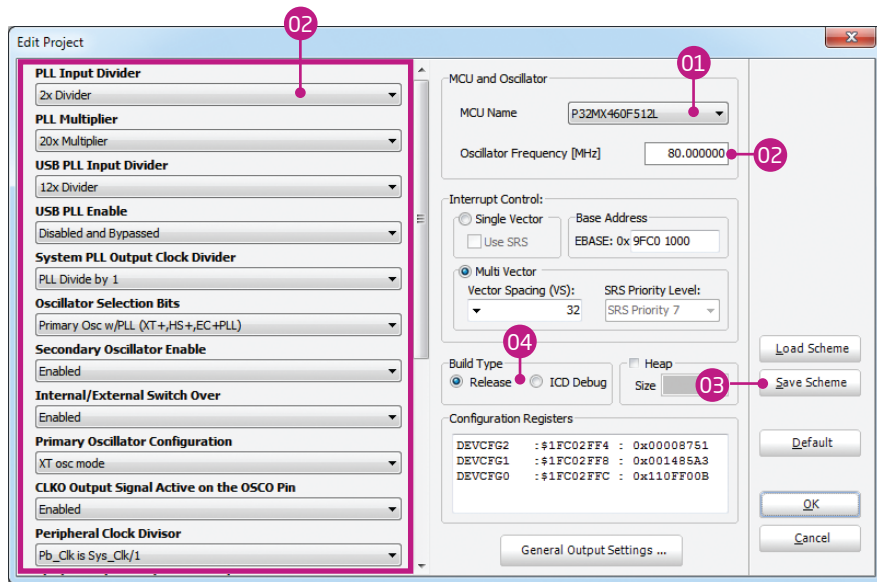 02
Edit Project
PLL Input Divider
2x Divider
PLL Multiplier
20x Multiplier
USB PLL Input Divider
12x Divider
USB PLL Enable
Disabled and Bypassed
System PLL Output Clock Divider
PLL Divide by 1
Oscillator Selection Bits
Primary Osc w/PLL (XT+,HS+,EC+PLL)
Secondary Oscillator Enable
Enabled
Internal/External Switch Over
Enabled
Primary Oscillator Configuration
XT osc mode
CLKO Output Signal Active on the OSCO Pin
Enabled
Peripheral Clock Divisor
Pb_Clk is Sys_Clk/1
01
MCU and Oscillator
MCU Name P32MX460F512L
Oscillator Frequency [MHz] 80.000000 02
Interrupt Control:
Single Vector Base Address
Use SRS EBASE: 0x 9FC0 1000
Multi Vector
Vector Spacing (VS): SRS Priority Level:
32 SRS Priority 7
04
Build Type Heap
Release ICD Debug Size 03
Configuration Registers
DEVCFG2 :$1FC02FF4 : 0x00008751
DEVCFG1 :$1FC02FF8 : 0x001485A3
DEVCFG0 :$1FC02FFC : 0x110FF00B
General Output Settings ...
Load Scheme
Save Scheme
Default
OK
Cancel